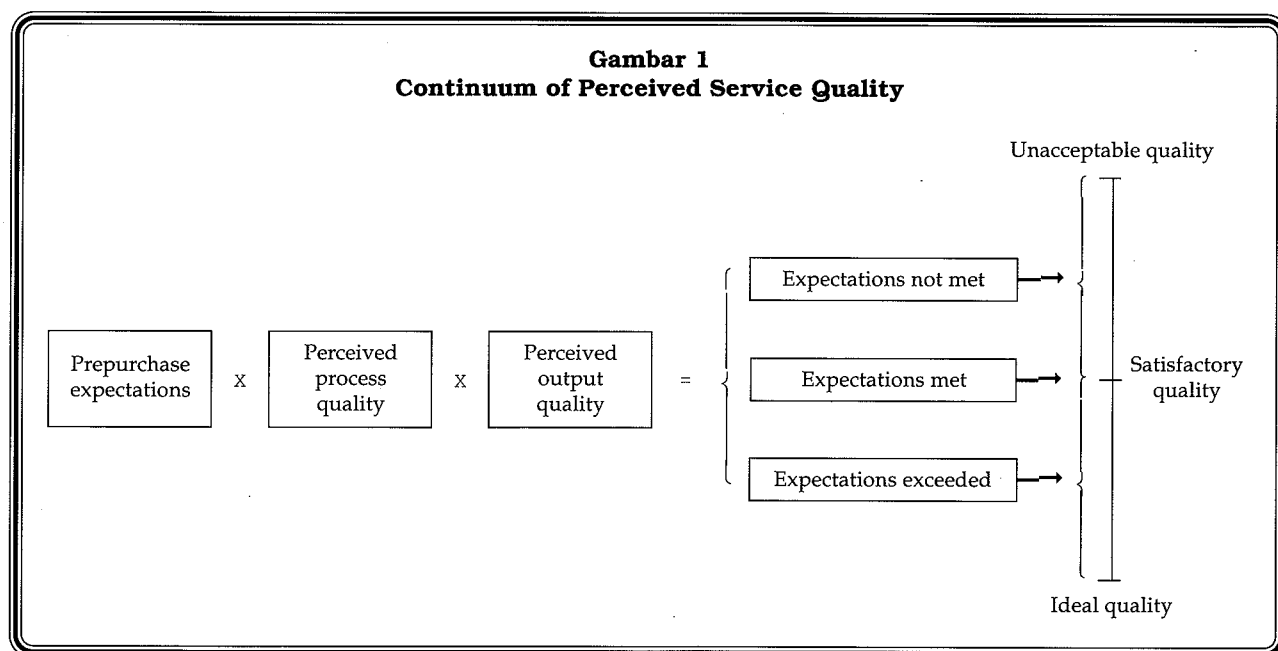 Gambar 1
Continuum of Perceived Service Quality
Unacceptable quality
Expectations not met
Prepurchase
expectations
X
Perceived
process
quality
X
Perceived
output
quality
=
Expectations met
Satisfactory
quality
Expectations exceeded
Ideal quality